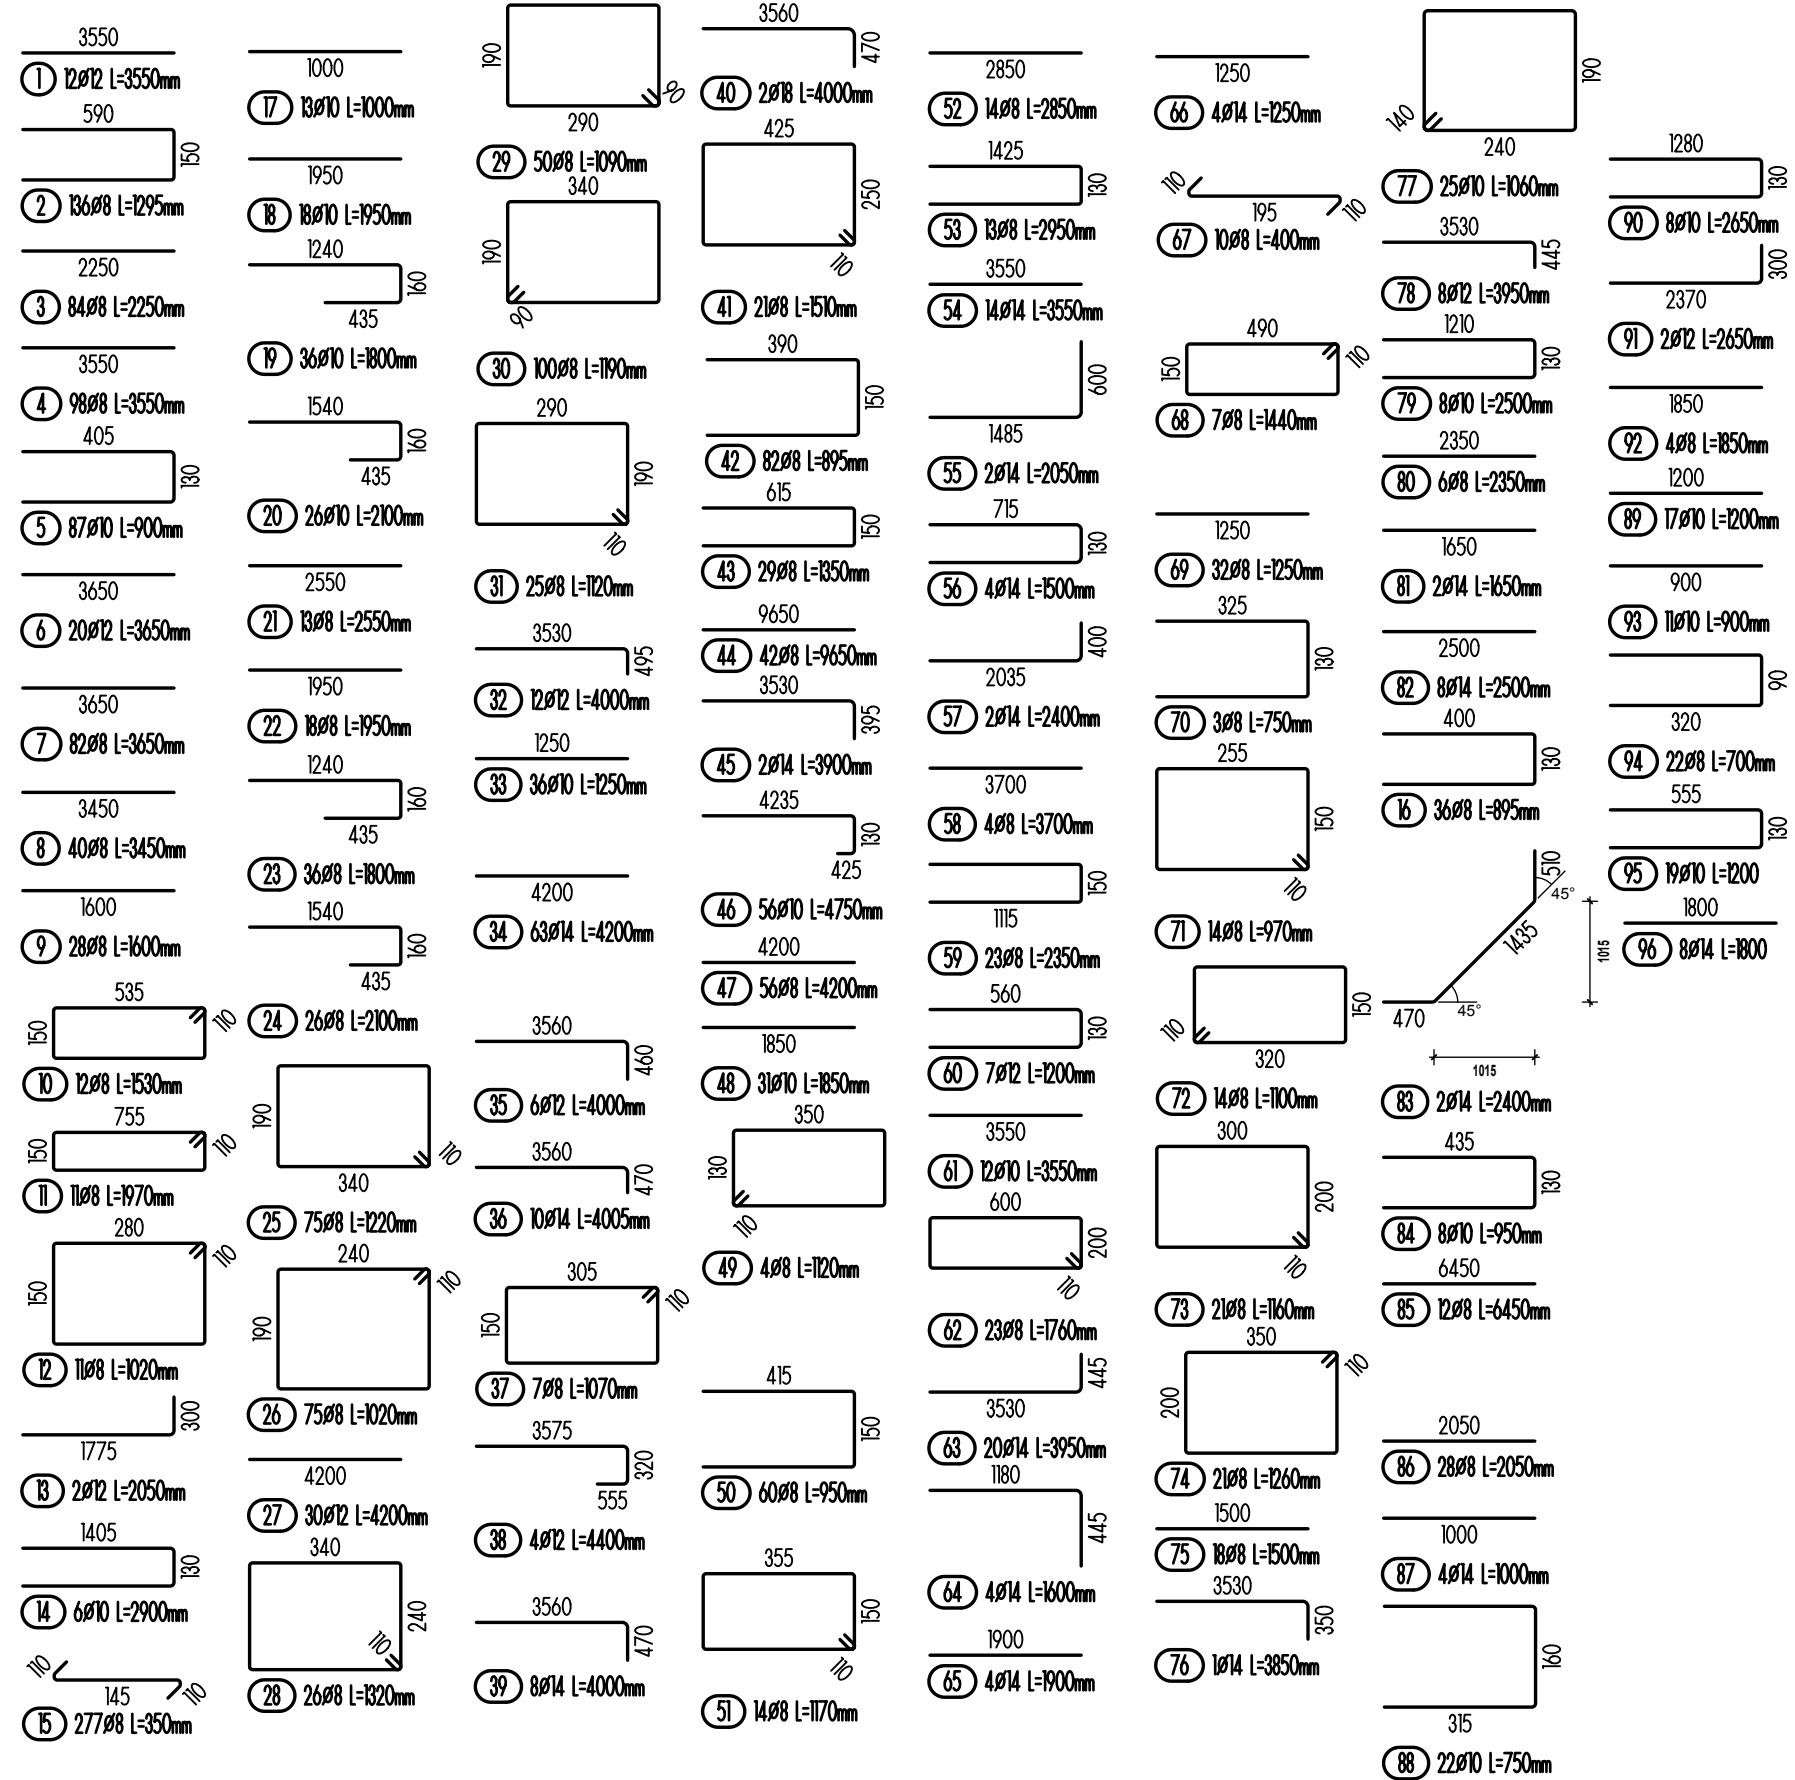 3550
1 12Ø12 L=3550mm
590
150
2 136Ø8 L=1295mm
2250
3 84Ø8 L=2250mm
3550
4 98Ø8 L=3550mm
405
130
5 87Ø10 L=900mm
3650
6 20Ø12 L=3650mm
3650
7 82Ø8 L=3650mm
3450
8 40Ø8 L=3450mm
1600
9 28Ø8 L=1600mm
535
150
110
10 12Ø8 L=1530mm
755
150
110
11 11Ø8 L=1970mm
280
110
150
12 11Ø8 L=1020mm
300
1775
13 2Ø12 L=2050mm
1405
130
14 6Ø10 L=2900mm
110
145
110
15 277Ø8 L=350mm
1000
17 13Ø10 L=1000mm
1950
18 18Ø10 L=1950mm
1240
160
435
19 36Ø10 L=1800mm
1540
160
435
20 26Ø10 L=2100mm
2550
21 13Ø8 L=2550mm
1950
22 18Ø8 L=1950mm
1240
160
435
23 36Ø8 L=1800mm
1540
160
435
24 26Ø8 L=2100mm
190
110
340
25 75Ø8 L=1220mm
240
110
190
26 75Ø8 L=1020mm
4200
27 30Ø12 L=4200mm
340
240
110
28 26Ø8 L=1320mm
190
90
290
29 50Ø8 L=1090mm
340
190
90
30 100Ø8 L=1190mm
290
190
110
31 25Ø8 L=1120mm
3530
495
32 12Ø12 L=4000mm
1250
33 36Ø10 L=1250mm
4200
34 63Ø14 L=4200mm
3560
460
35 6Ø12 L=4000mm
3560
470
36 10Ø14 L=4005mm
305
110
150
37 7Ø8 L=1070mm
3575
320
555
38 4Ø12 L=4400mm
3560
470
39 8Ø14 L=4000mm
3560
470
40 2Ø18 L=4000mm
425
250
110
41 21Ø8 L=1510mm
390
150
42 82Ø8 L=895mm
615
150
43 29Ø8 L=1350mm
9650
44 42Ø8 L=9650mm
3530
395
45 2Ø14 L=3900mm
4235
130
425
46 56Ø10 L=4750mm
4200
47 56Ø8 L=4200mm
1850
48 31Ø10 L=1850mm
350
130
110
49 4Ø8 L=1120mm
415
150
50 60Ø8 L=950mm
355
150
110
51 14Ø8 L=1170mm
2850
52 14Ø8 L=2850mm
1425
130
53 13Ø8 L=2950mm
3550
54 14Ø14 L=3550mm
600
1485
55 2Ø14 L=2050mm
715
130
56 4Ø14 L=1500mm
400
2035
57 2Ø14 L=2400mm
3700
58 4Ø8 L=3700mm
150
1115
59 23Ø8 L=2350mm
560
130
60 7Ø12 L=1200mm
3550
61 12Ø10 L=3550mm
600
200
110
62 23Ø8 L=1760mm
445
3530
63 20Ø14 L=3950mm
1180
445
64 4Ø14 L=1600mm
1900
65 4Ø14 L=1900mm
1250
66 4Ø14 L=1250mm
110
195
110
67 10Ø8 L=400mm
490
150
110
68 7Ø8 L=1440mm
1250
69 32Ø8 L=1250mm
325
130
70 3Ø8 L=750mm
255
150
110
71 14Ø8 L=970mm
150
110
320
72 14Ø8 L=1100mm
300
200
110
73 21Ø8 L=1160mm
350
110
200
74 21Ø8 L=1260mm
1500
75 18Ø8 L=1500mm
3530
350
76 1Ø14 L=3850mm
190
140
240
77 25Ø10 L=1060mm
3530
445
78 8Ø12 L=3950mm
1210
130
79 8Ø10 L=2500mm
2350
80 6Ø8 L=2350mm
1650
81 2Ø14 L=1650mm
2500
82 8Ø14 L=2500mm
400
130
16 36Ø8 L=895mm
510
45°
1435
1015
45°
470
1015
83 2Ø14 L=2400mm
435
130
84 8Ø10 L=950mm
6450
85 12Ø8 L=6450mm
2050
86 28Ø8 L=2050mm
1000
87 4Ø14 L=1000mm
160
315
88 22Ø10 L=750mm
1280
130
90 8Ø10 L=2650mm
300
2370
91 2Ø12 L=2650mm
1850
92 4Ø8 L=1850mm
1200
89 17Ø10 L=1200mm
900
93 11Ø10 L=900mm
90
320
94 22Ø8 L=700mm
555
130
95 19Ø10 L=1200
1800
96 8Ø14 L=1800